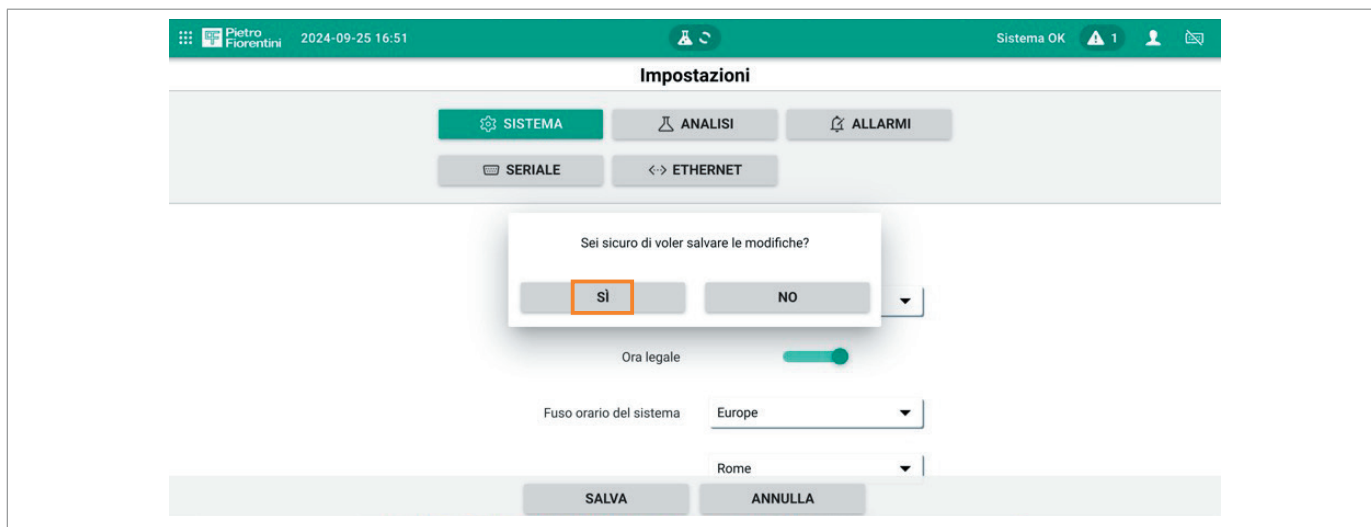 Pietro
Fiorentini
2024-09-25 16:51
Sistema OK
1
Impostazioni
SISTEMA
ANALISI
ALLARMI
SERIALE
ETHERNET
Sei sicuro di voler salvare le modifiche?
SÌ
NO
Ora legale
Fuso orario del sistema
Europe
Rome
SALVA
ANNULLA